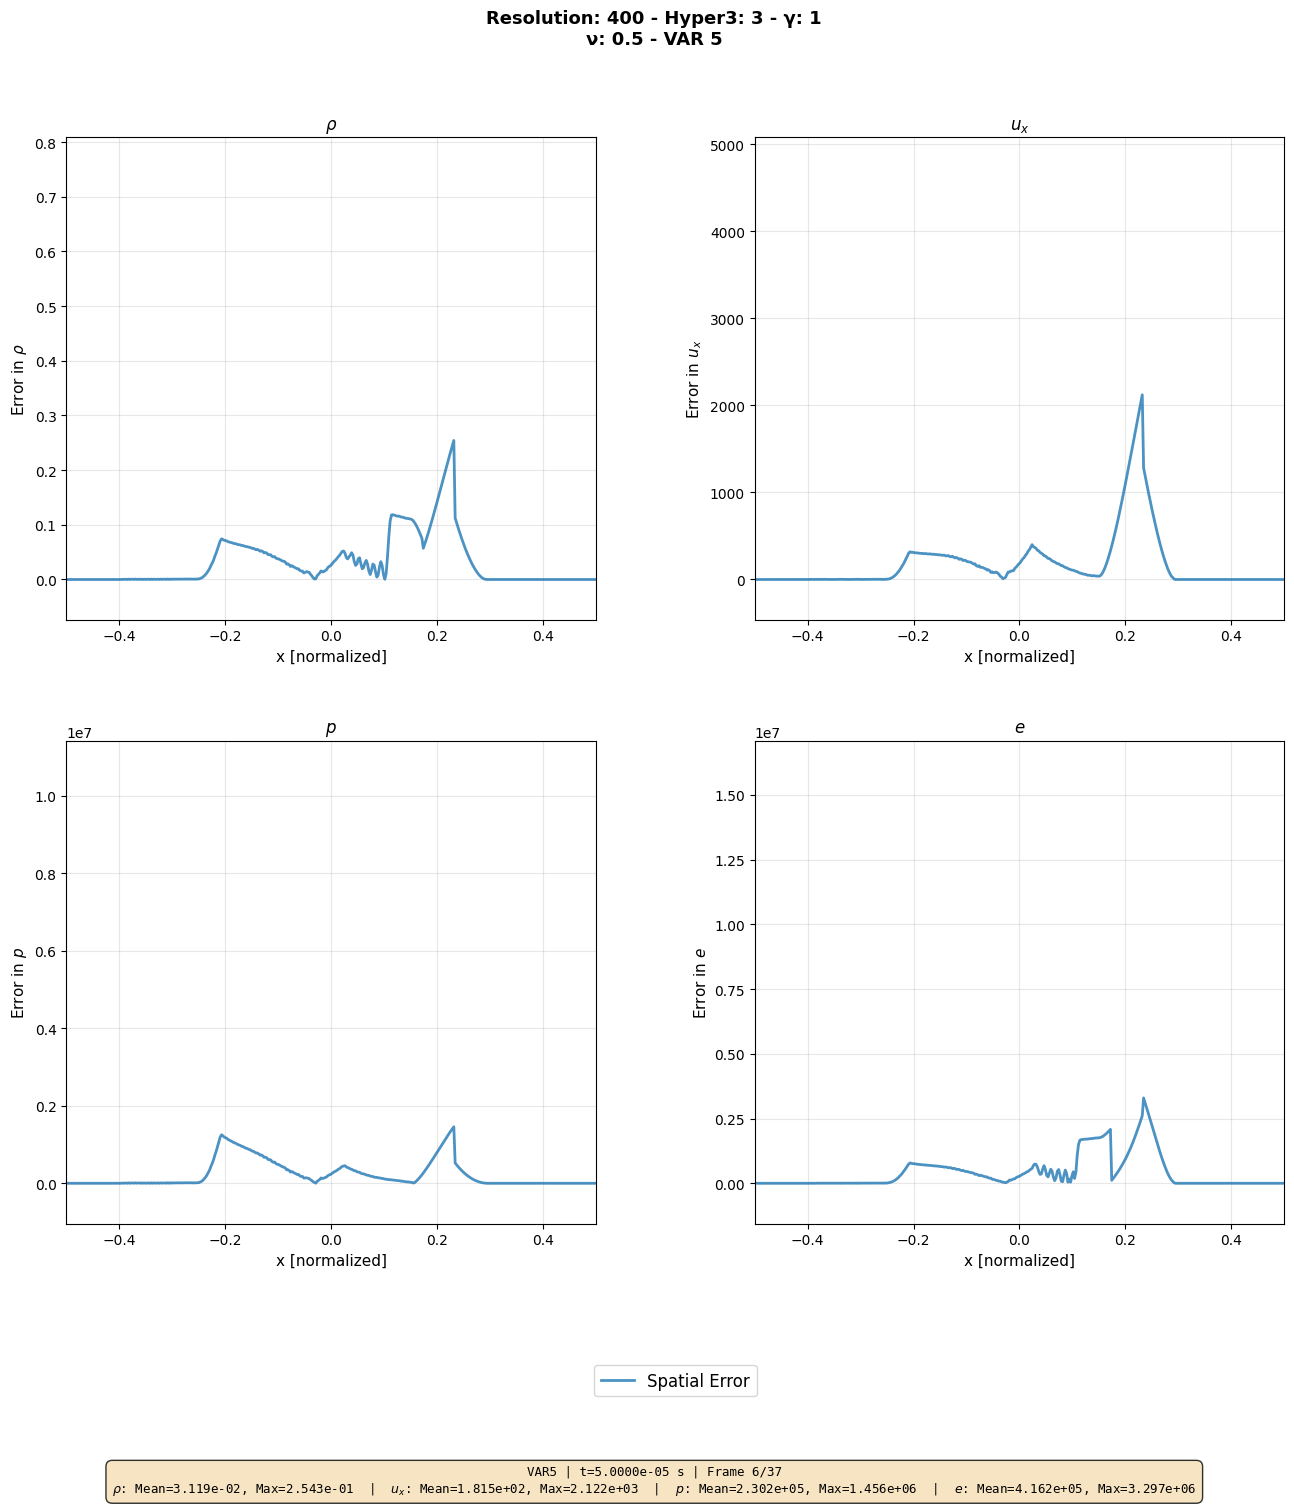 Resolution: 400 - Hyper3: 3 - γ: 1
ν: 0.5 - VAR 5
ρ
Error in ρ
0.8
0.7
0.6
0.5
0.4
0.3
0.2
0.1
0.0
−0.4 −0.2 0.0 0.2 0.4
x [normalized]
u_x
Error in u_x
5000
4000
3000
2000
1000
0
−0.4 −0.2 0.0 0.2 0.4
x [normalized]
p
1e7
Error in p
1.0
0.8
0.6
0.4
0.2
0.0
−0.4 −0.2 0.0 0.2 0.4
x [normalized]
e
1e7
Error in e
1.50
1.25
1.00
0.75
0.50
0.25
0.00
−0.4 −0.2 0.0 0.2 0.4
x [normalized]
Spatial Error
VAR5 | t=5.0000e-05 s | Frame 6/37
ρ: Mean=3.119e-02, Max=2.543e-01 | u_x: Mean=1.815e+02, Max=2.122e+03 | p: Mean=2.302e+05, Max=1.456e+06 | e: Mean=4.162e+05, Max=3.297e+06